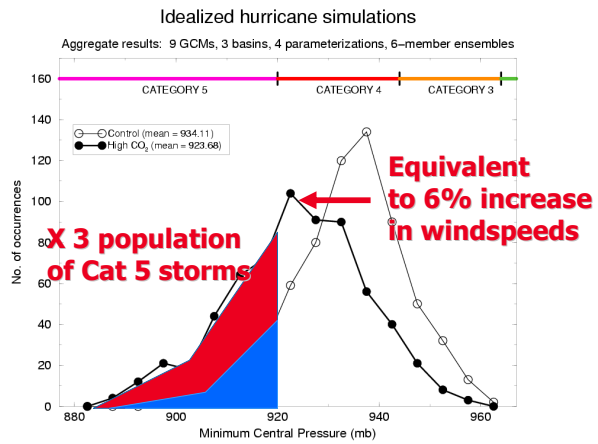 Idealized hurricane simulations
Aggregate results: 9 GCMs, 3 basins, 4 parameterizations, 6-member ensembles
160
CATEGORY 5 CATEGORY 4 CATEGORY 3
140
Control (mean = 934.11)
High CO2 (mean = 923.68)
120
Equivalent
to 6% increase
in windspeeds
100
X 3 population
of Cat 5 storms
80
60
40
20
0
No. of occurrences
880 900 920 940 960
Minimum Central Pressure (mb)